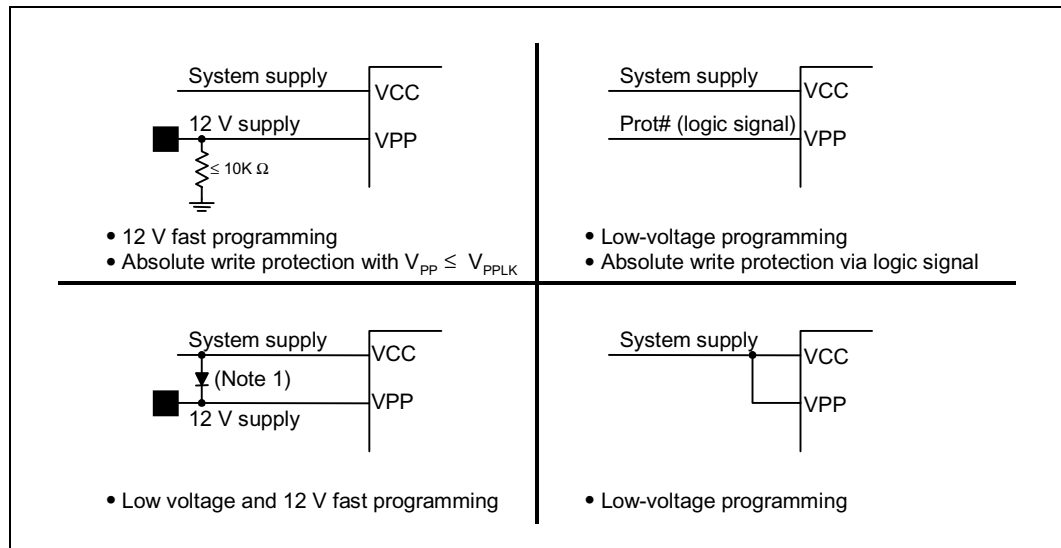 System supply
VCC
12 V supply
VPP
≤ 10K Ω
• 12 V fast programming
• Absolute write protection with VPP ≤ VPPLK
System supply
VCC
Prot# (logic signal)
VPP
• Low-voltage programming
• Absolute write protection via logic signal
System supply
VCC
(Note 1)
VPP
12 V supply
• Low voltage and 12 V fast programming
System supply
VCC
VPP
• Low-voltage programming